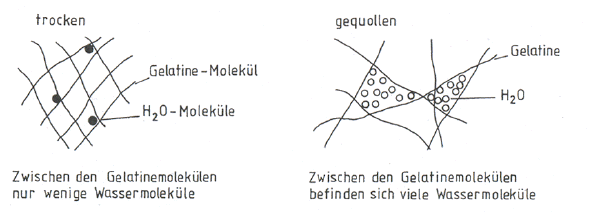 trocken
Gelatine-Molekül
H₂O-Moleküle
Zwischen den Gelatinemolekülen
nur wenige Wassermoleküle
gequollen
Gelatine
H₂O
Zwischen den Gelatinemolekülen
befinden sich viele Wassermoleküle